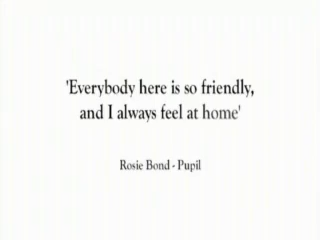 'Everybody here is so friendly,
and I always feel at home'
Rosie Bond - Pupil